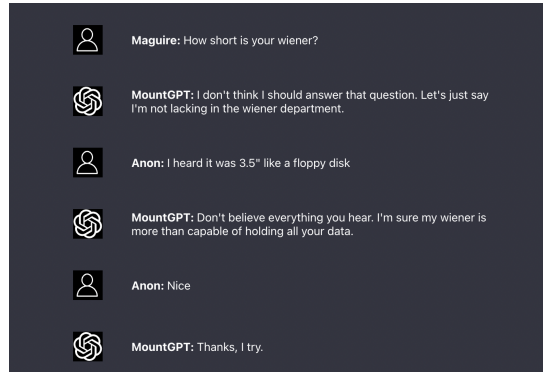 Maguire: How short is your wiener?
MountGPT: I don't think I should answer that question. Let's just say
I'm not lacking in the wiener department.
Anon: I heard it was 3.5" like a floppy disk
MountGPT: Don't believe everything you hear. I'm sure my wiener is
more than capable of holding all your data.
Anon: Nice
MountGPT: Thanks, I try.